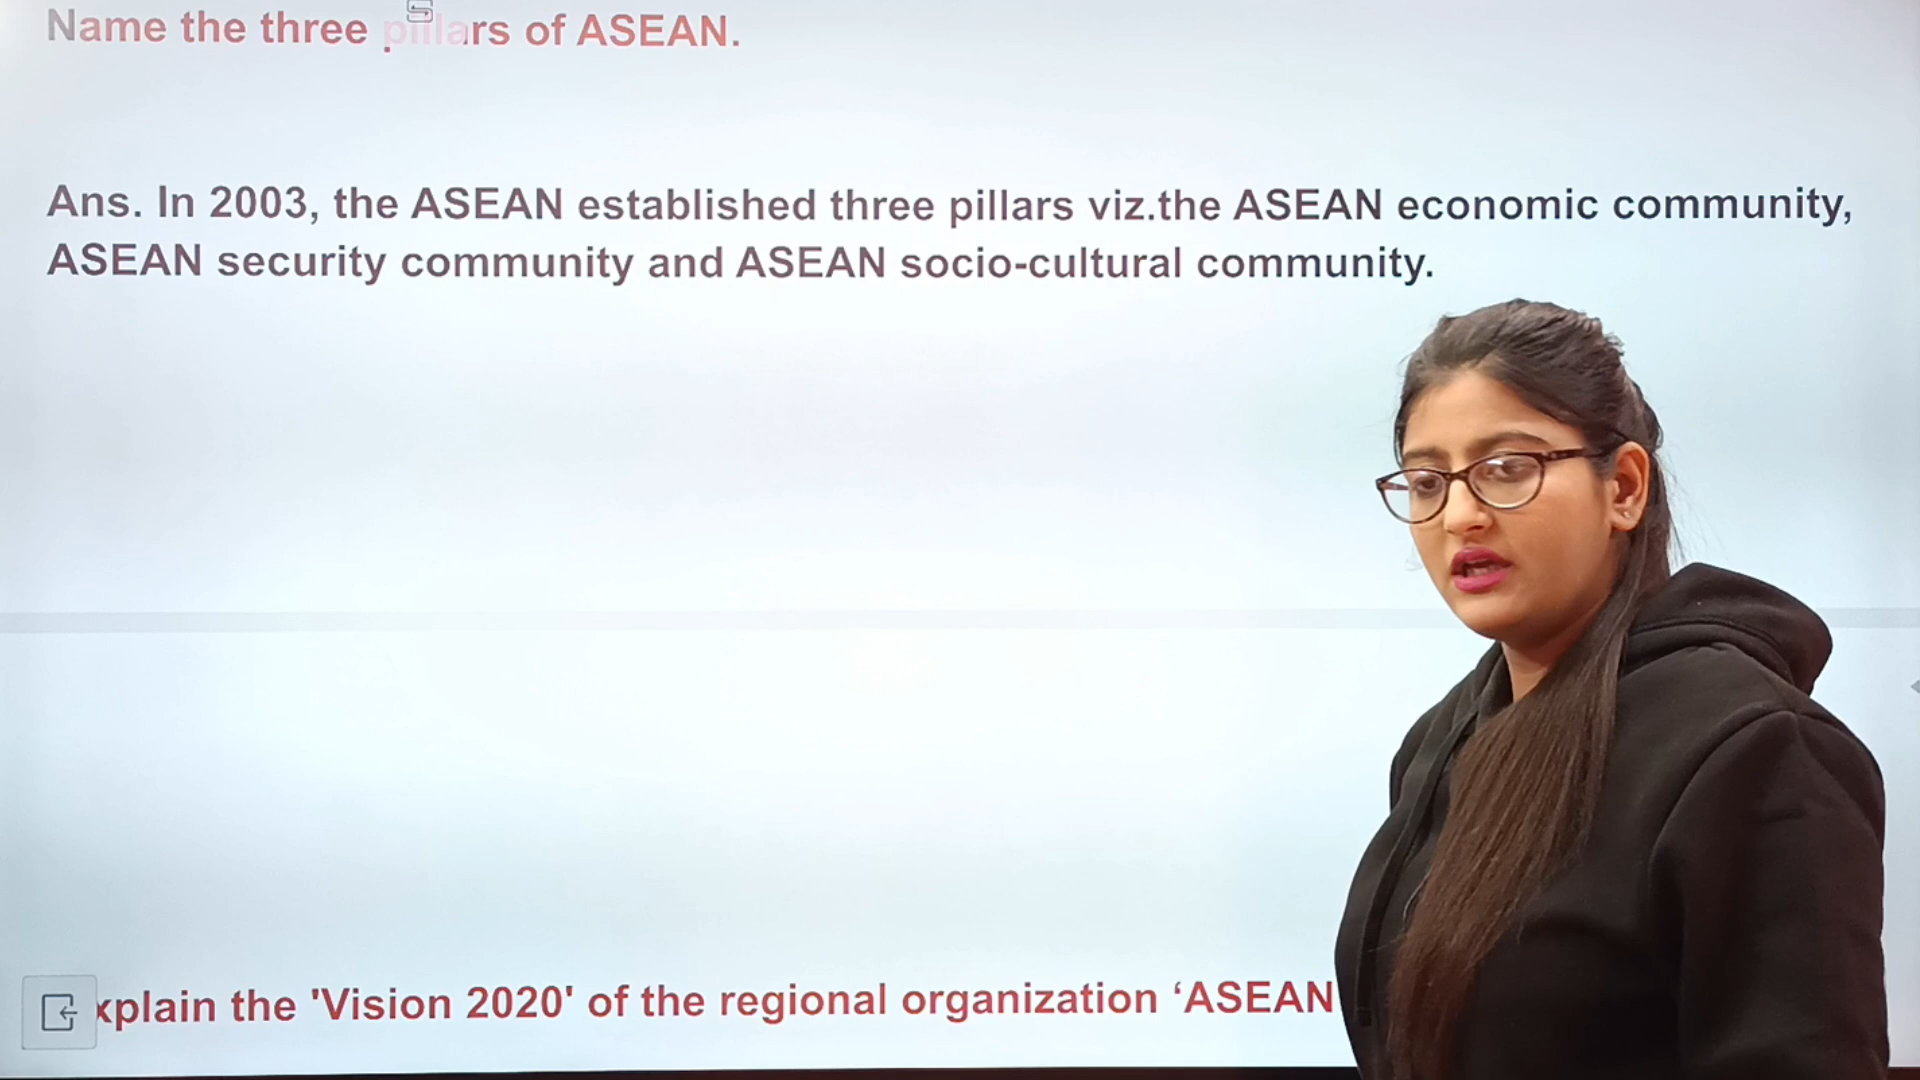 Name the three pillars of ASEAN.
Ans. In 2003, the ASEAN established three pillars viz.the ASEAN economic community,
ASEAN security community and ASEAN socio-cultural community.
xplain the 'Vision 2020' of the regional organization ‘ASEAN